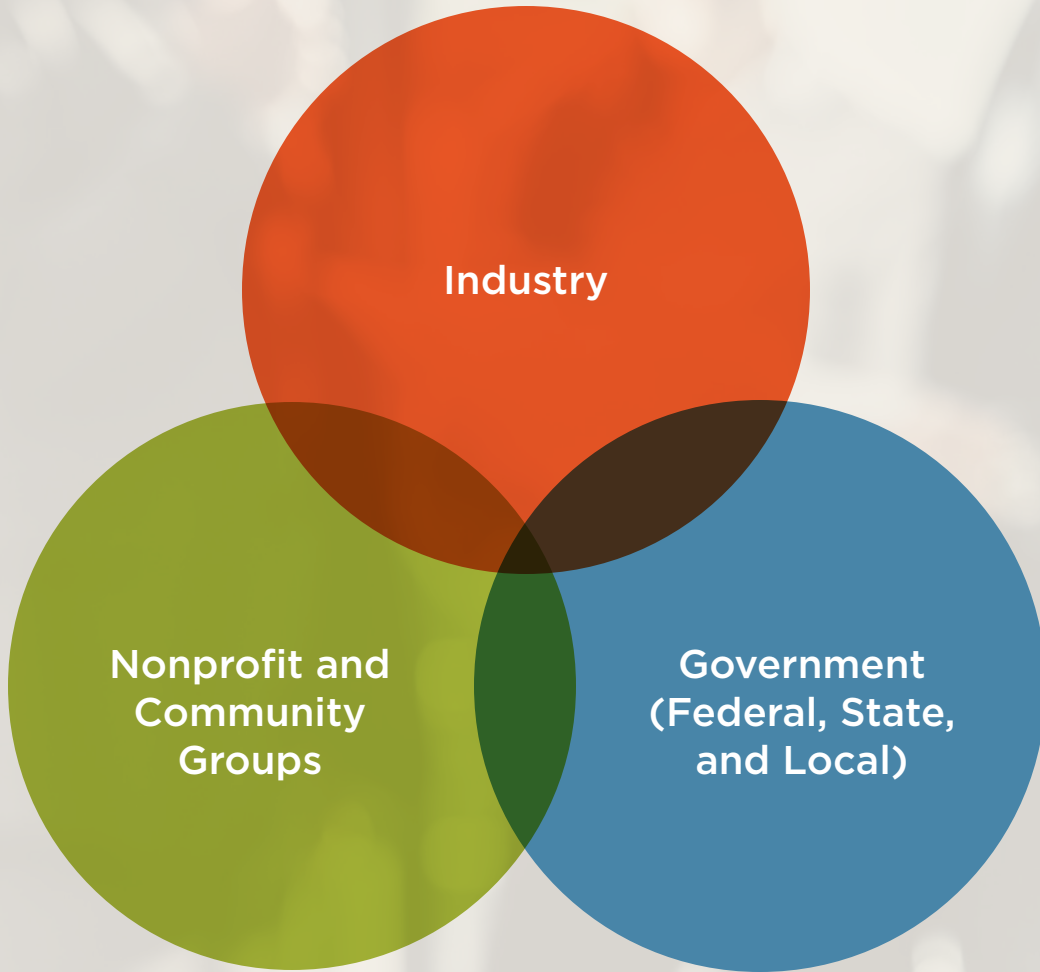 Industry
Nonprofit and
Community
Groups
Government
(Federal, State,
and Local)